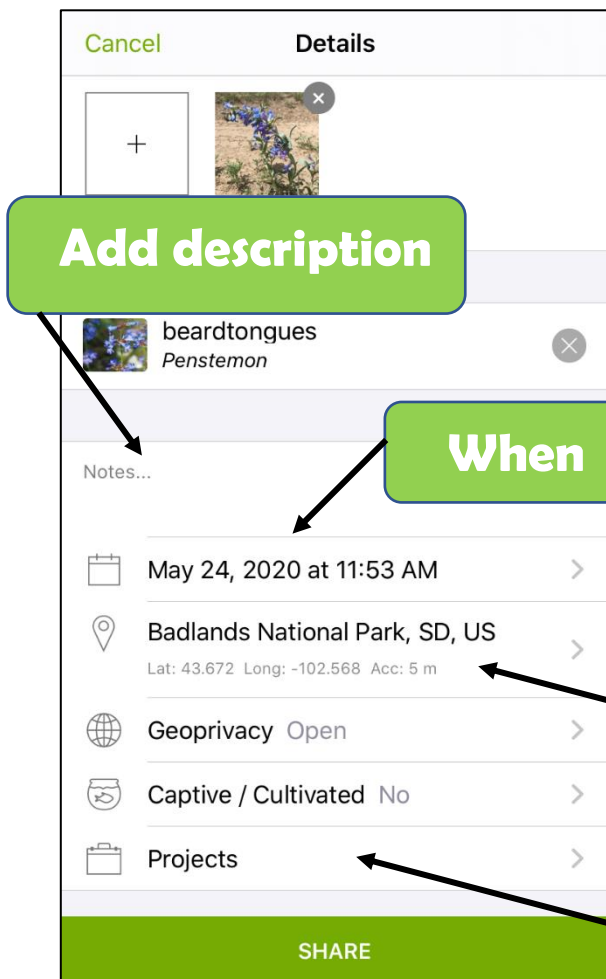 Cancel
Details
+
Add description
beardtongues
Penstemon
When
Notes...
May 24, 2020 at 11:53 AM
Badlands National Park, SD, US
Lat: 43.672 Long: -102.568 Acc: 5 m
Geoprivacy Open
Captive / Cultivated No
Projects
SHARE